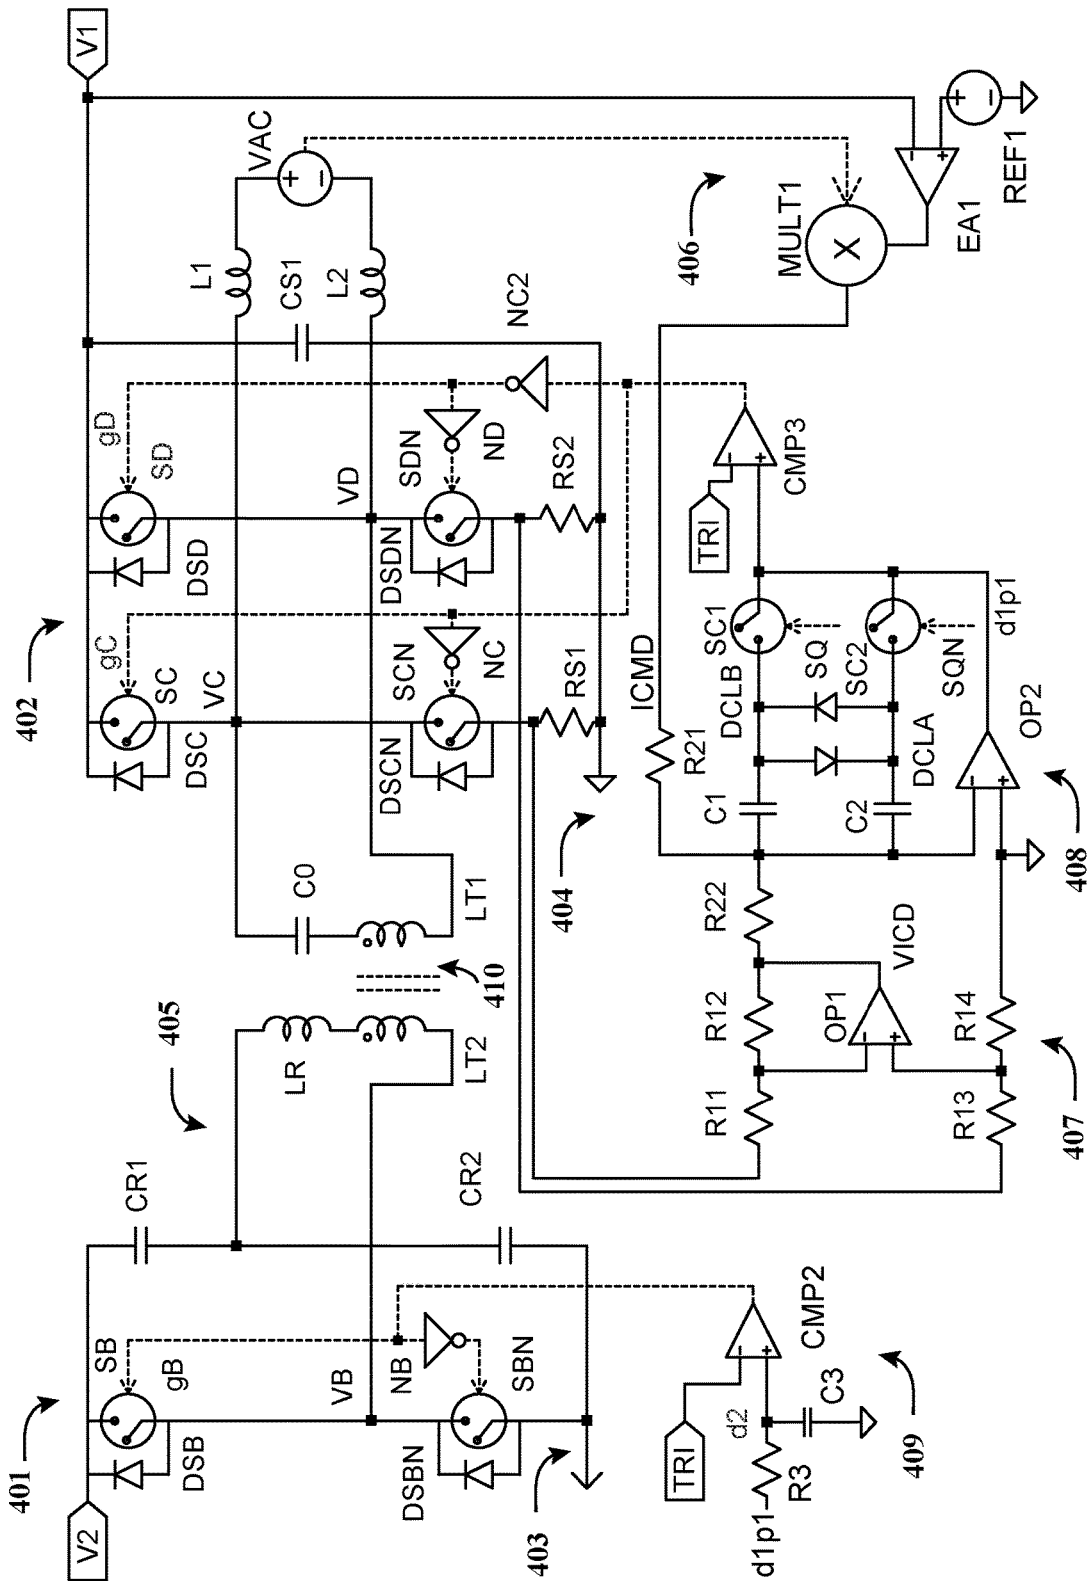 V2
401
SB
gB
DSB
VB
NB
DSBN
SBN
403
CR1
405
CR2
LR
LT2
410
C0
LT1
404
402
gC
SC
DSC
VC
DSCN
SCN
NC
RS1
gD
SD
DSD
VD
DSDN
SDN
ND
RS2
V1
L1
CS1
L2
NC2
VAC
+
−
406
MULT1
X
EA1
−
+
REF1
+
−
ICMD
R21
TRI
−
+
CMP3
DCLB
SC1
SQ
SC2
SQN
d1p1
C1
C2
DCLA
−
+
OP2
408
R22
R12
R11
OP1
−
+
VICD
R14
R13
407
TRI
−
+
CMP2
d2
d1p1
R3
C3
409